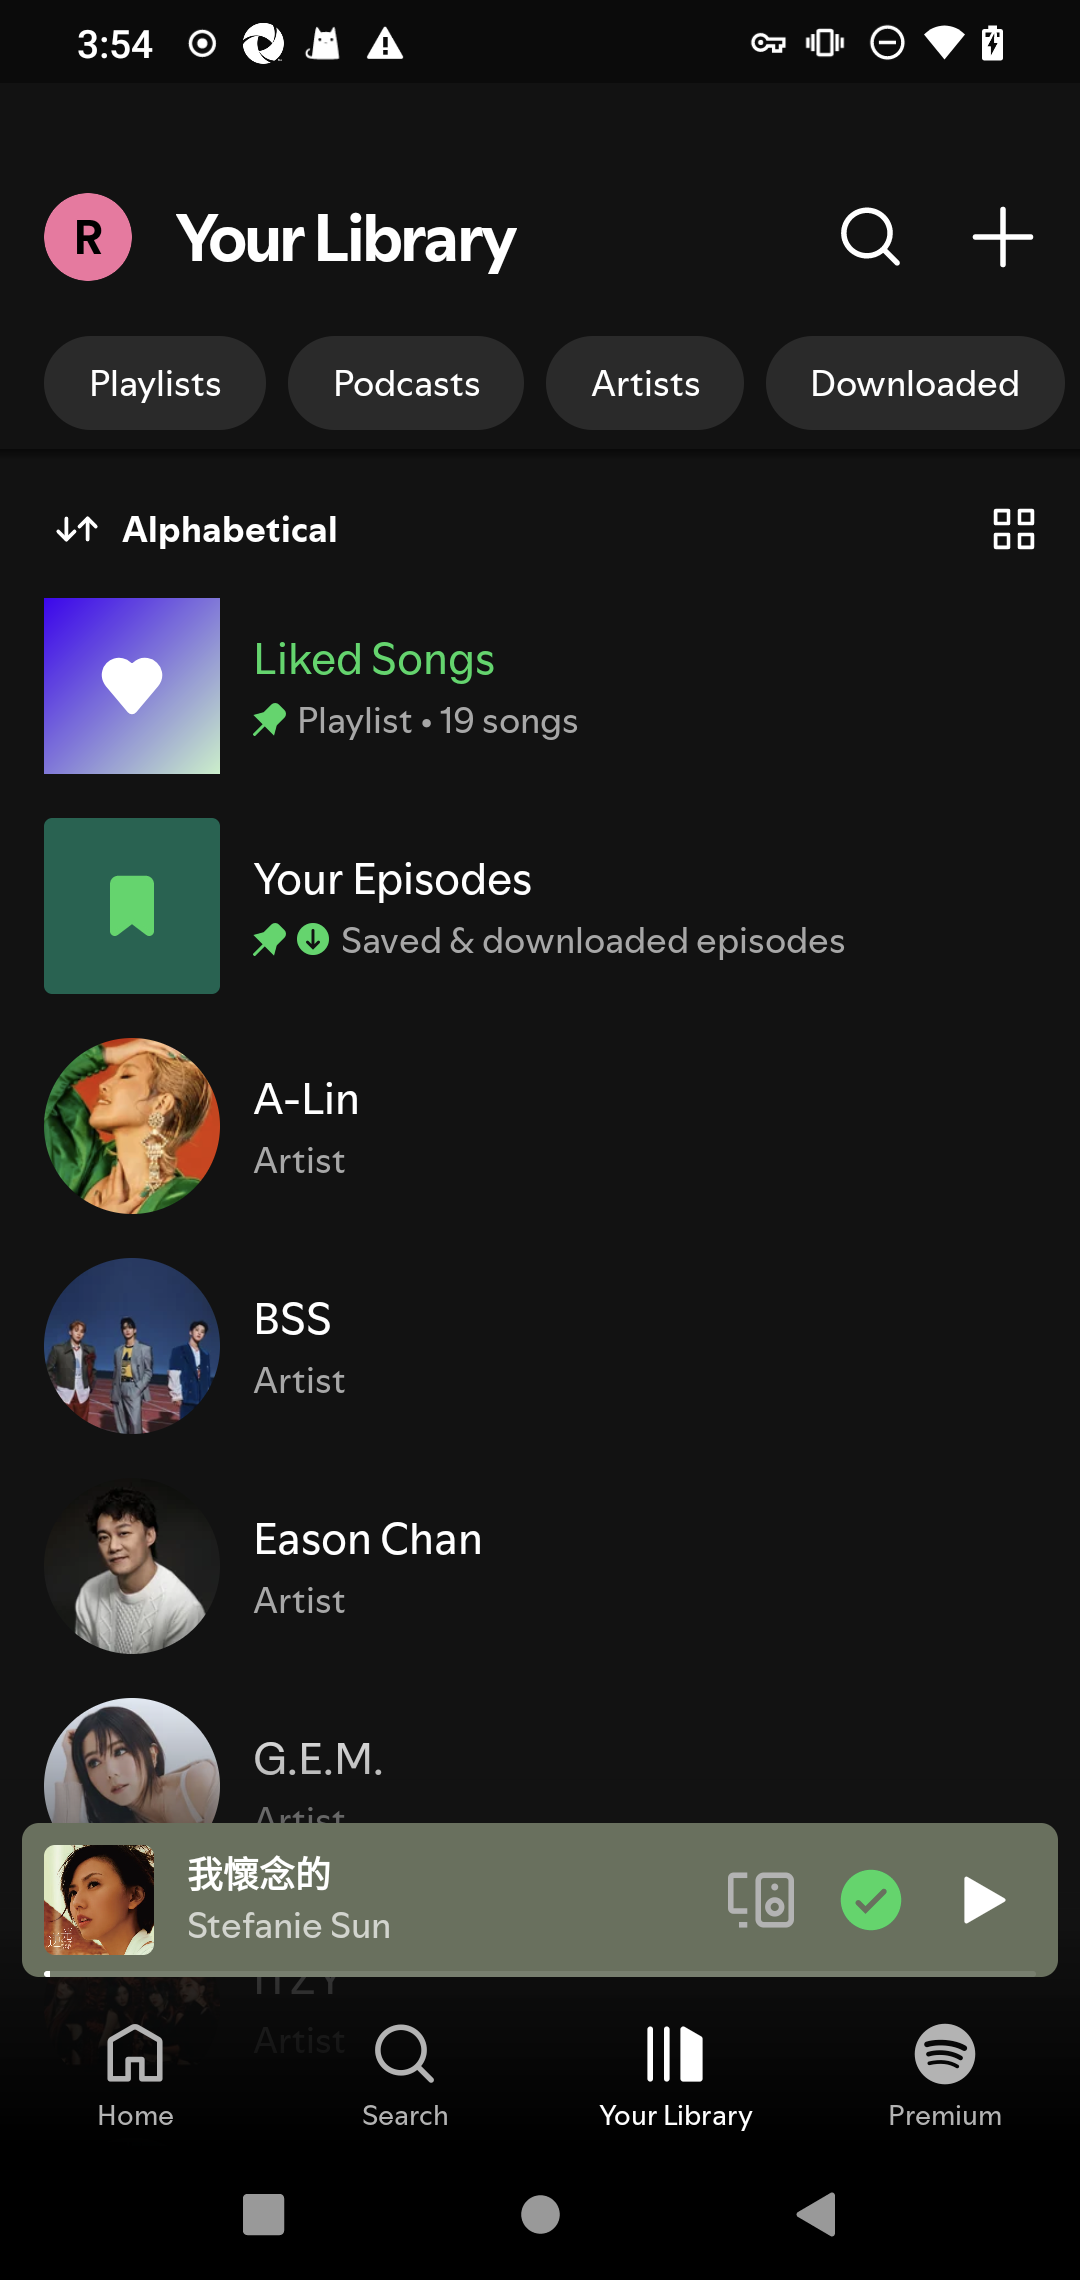 3:54
R
Your Library
Playlists
Podcasts
Artists
Downloaded
Alphabetical
Liked Songs
Playlist • 19 songs
Your Episodes
Saved & downloaded episodes
A-Lin
Artist
BSS
Artist
Eason Chan
Artist
G.E.M.
Artist
我懷念的
Stefanie Sun
ITZY
Artist
Home
Search
Your Library
Premium